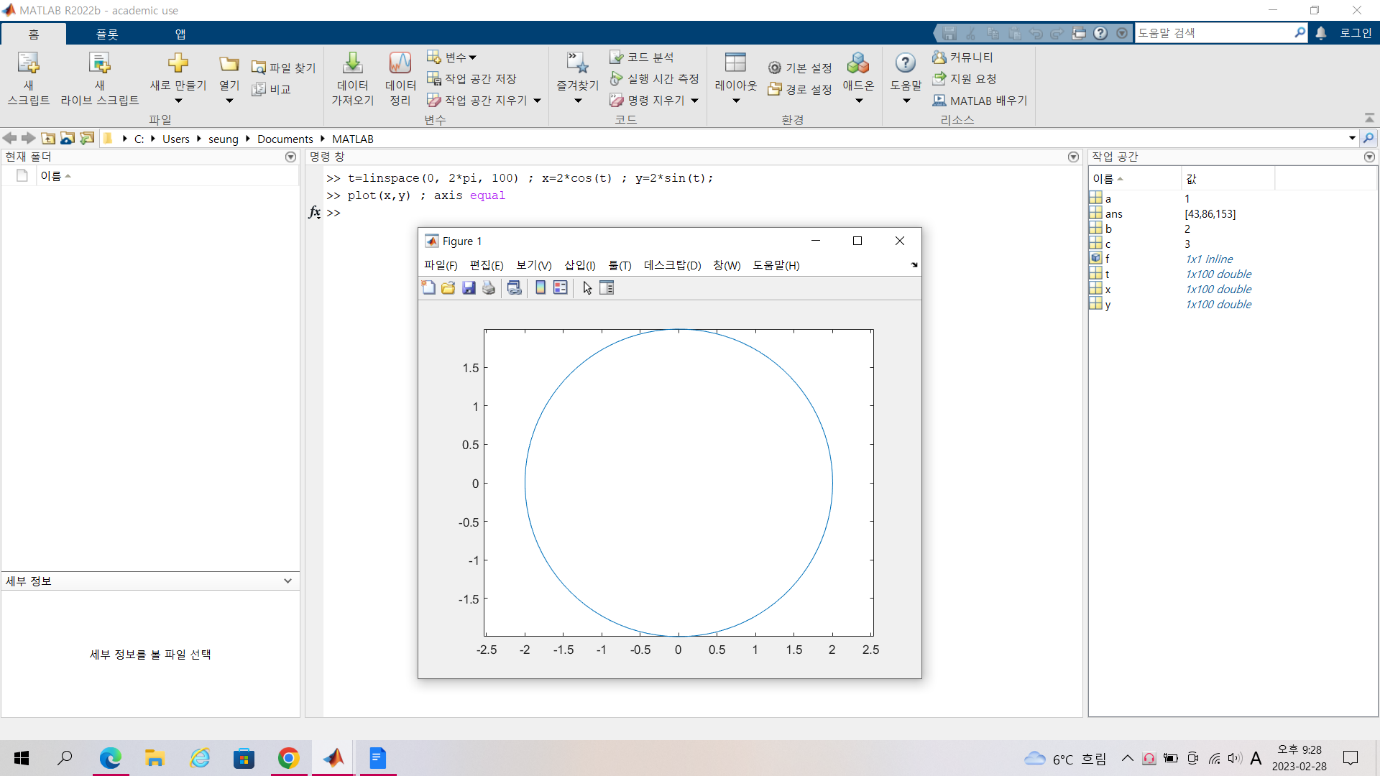 MATLAB R2022b - academic use
홈 플롯 앱
도움말 검색
로그인
새 스크립트
새 라이브 스크립트
새로 만들기
열기
파일 찾기
비교
파일
데이터 가져오기
데이터 정리
변수
작업 공간 저장
작업 공간 지우기
변수
즐겨찾기
코드 분석
실행 시간 측정
명령 지우기
코드
레이아웃
기본 설정
경로 설정
애드온
환경
도움말
커뮤니티
지원 요청
MATLAB 배우기
리소스
C: Users seung Documents MATLAB
현재 폴더
이름
명령 창
>> t=linspace(0, 2*pi, 100) ; x=2*cos(t) ; y=2*sin(t);
>> plot(x,y) ; axis equal
fx >>
작업 공간
이름 값
a 1
ans [43,86,153]
b 2
c 3
f 1x1 inline
t 1x100 double
x 1x100 double
y 1x100 double
Figure 1
파일(F) 편집(E) 보기(V) 삽입(I) 툴(T) 데스크탑(D) 창(W) 도움말(H)
1.5
1
0.5
0
-0.5
-1
-1.5
-2.5 -2 -1.5 -1 -0.5 0 0.5 1 1.5 2 2.5
세부 정보
세부 정보를 볼 파일 선택
6°C 흐림
A
오후 9:28
2023-02-28